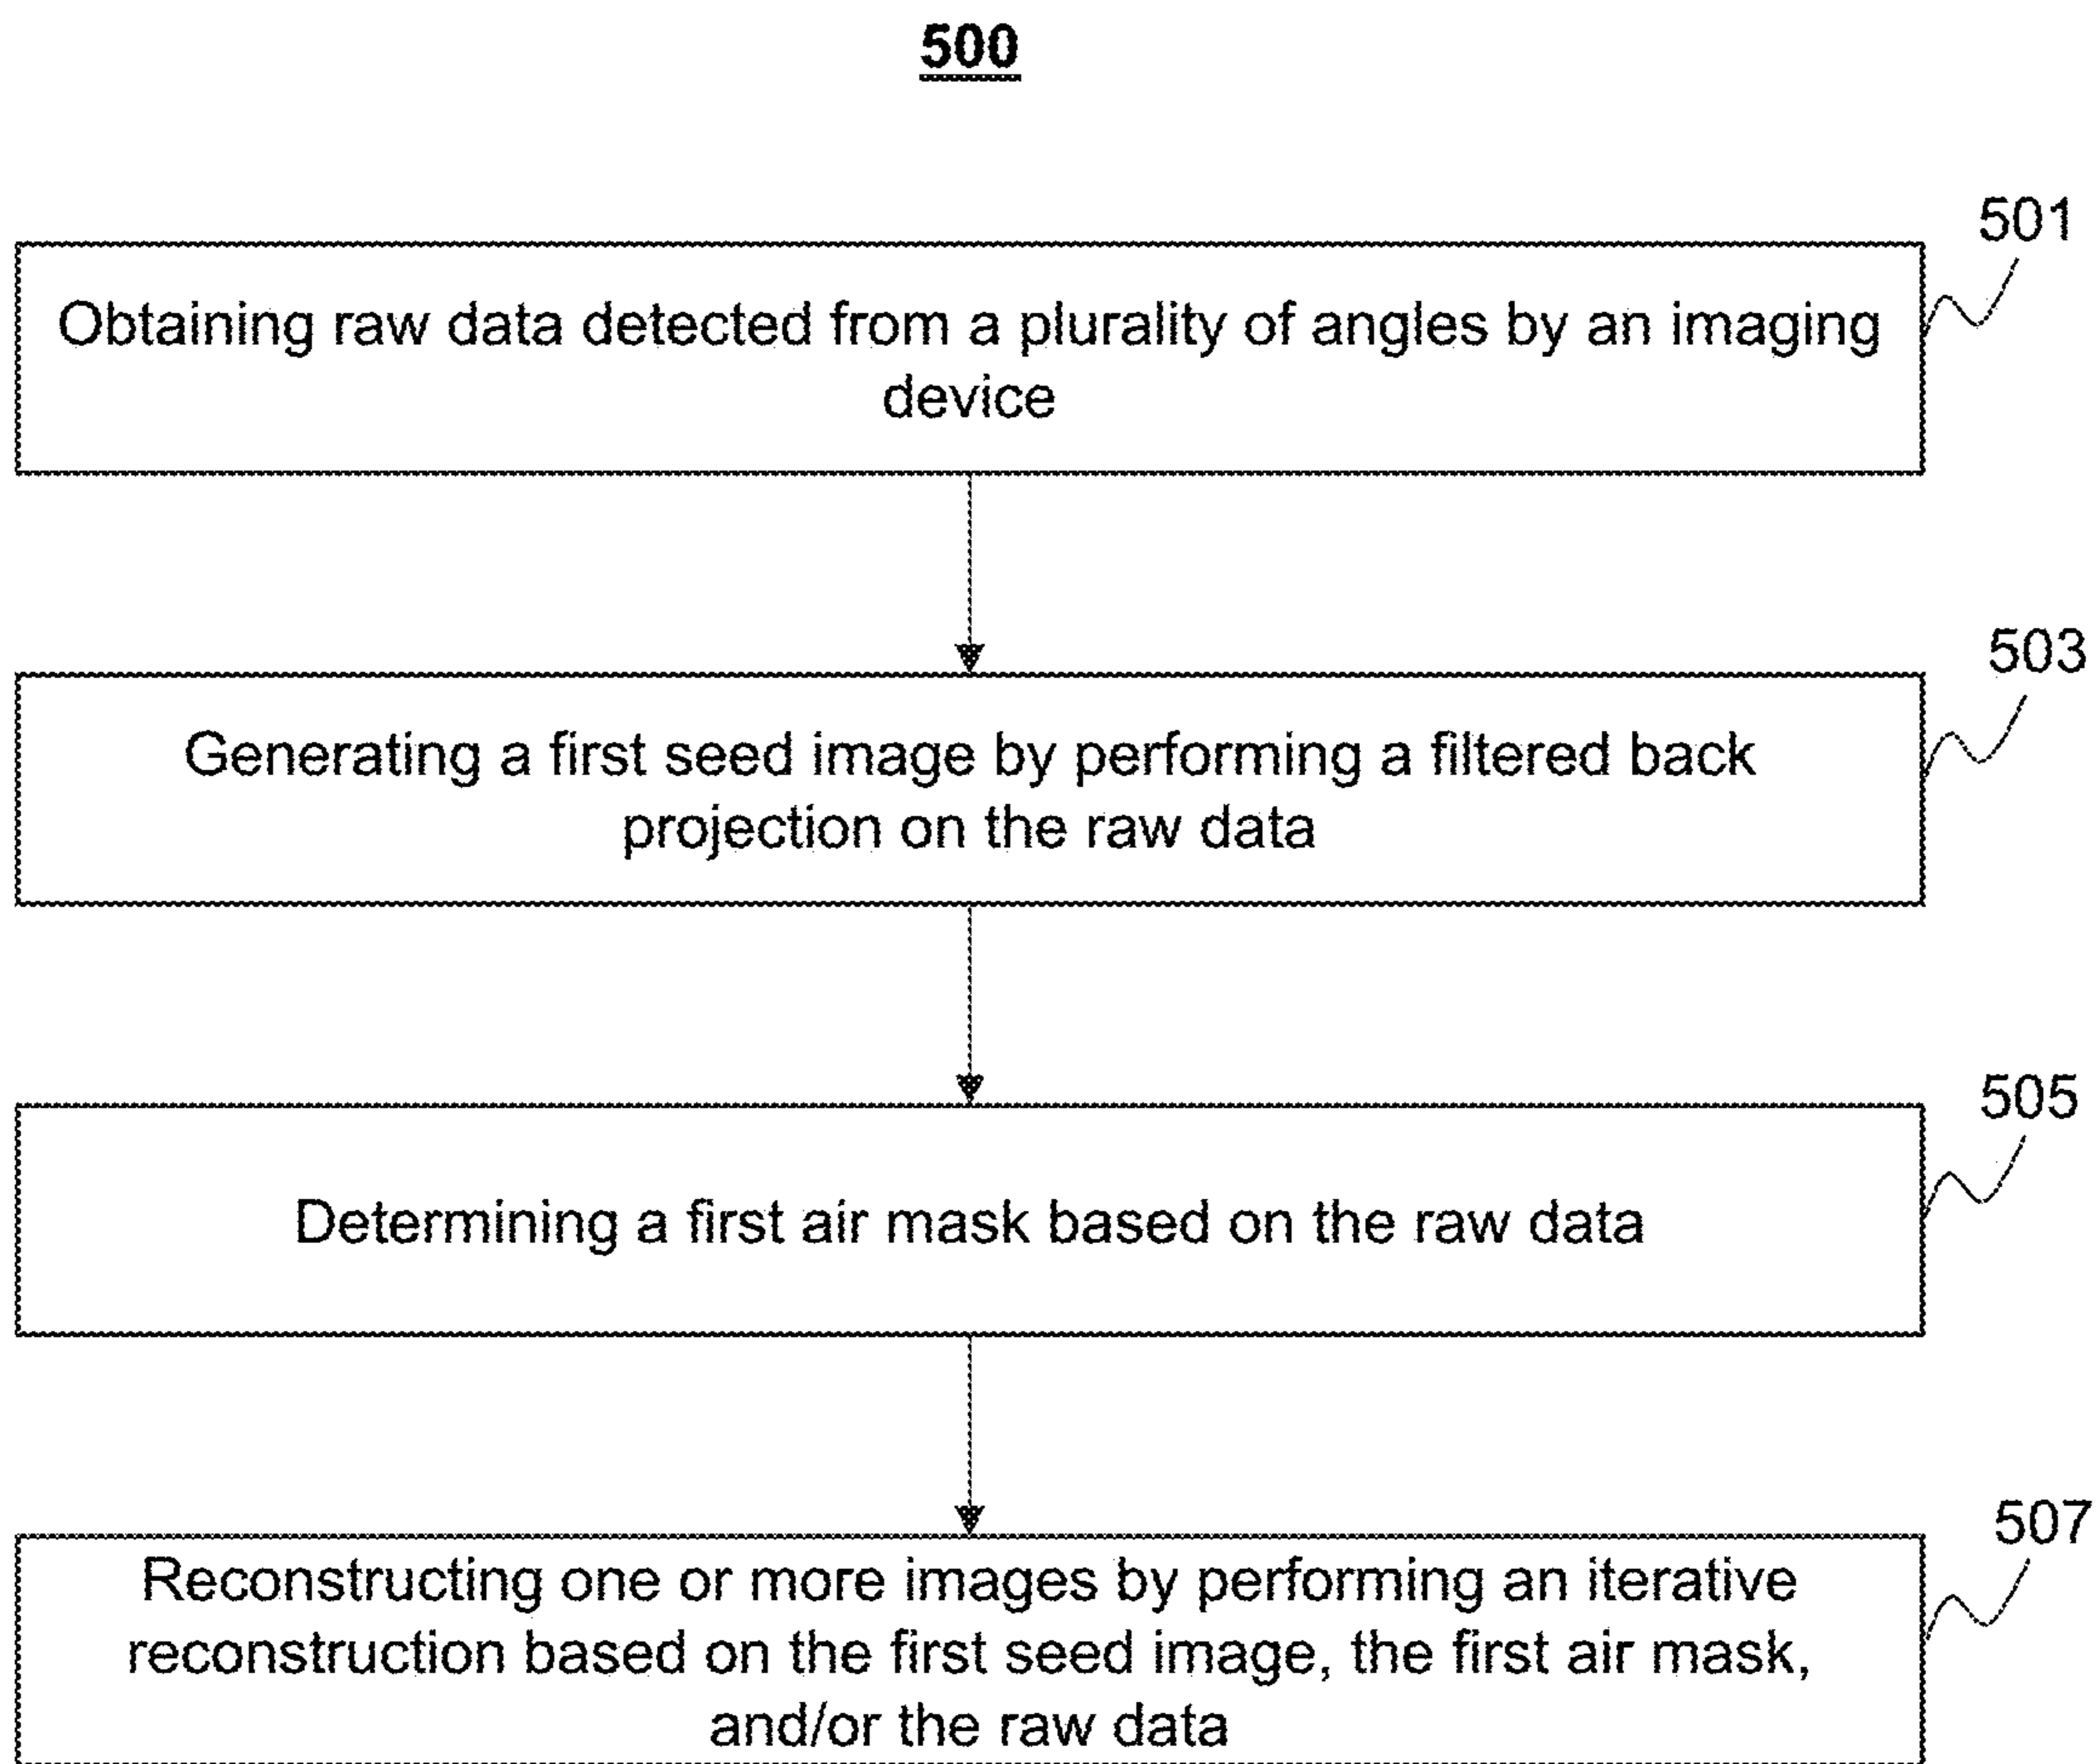 500
501
Obtaining raw data detected from a plurality of angles by an imaging
device
503
Generating a first seed image by performing a filtered back
projection on the raw data
505
Determining a first air mask based on the raw data
507
Reconstructing one or more images by performing an iterative
reconstruction based on the first seed image, the first air mask,
and/or the raw data